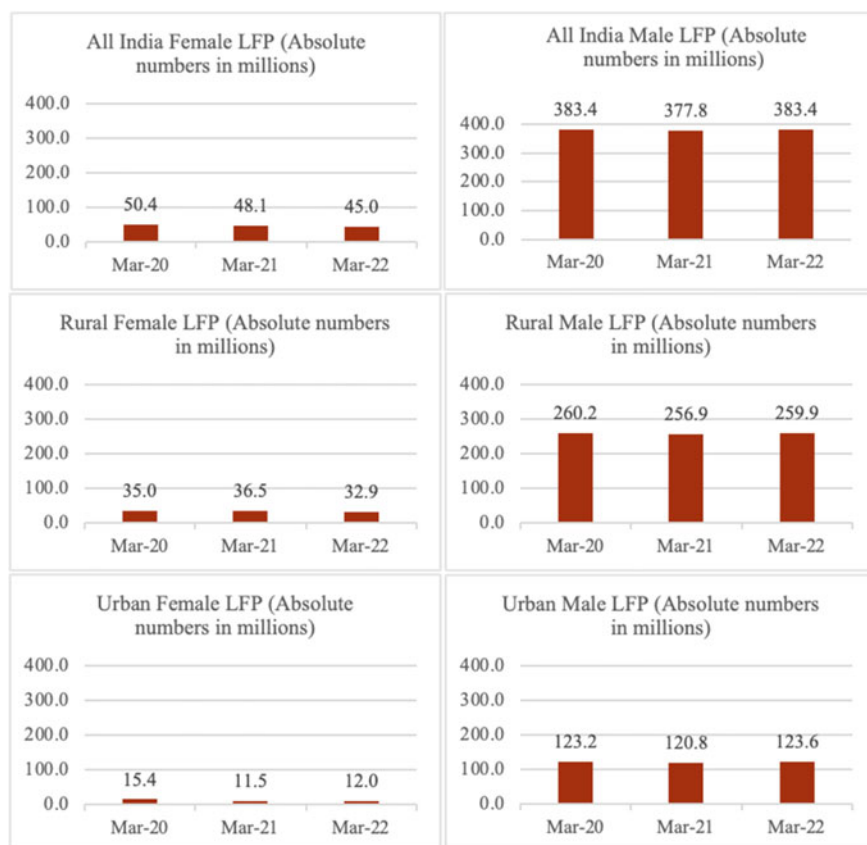 All India Female LFP (Absolute
numbers in millions)
400.0
300.0
200.0
100.0
0.0
50.4
48.1
45.0
Mar-20
Mar-21
Mar-22
All India Male LFP (Absolute
numbers in millions)
383.4
377.8
383.4
400.0
300.0
200.0
100.0
0.0
Mar-20
Mar-21
Mar-22
Rural Female LFP (Absolute numbers
in millions)
400.0
300.0
200.0
100.0
0.0
35.0
36.5
32.9
Mar-20
Mar-21
Mar-22
Rural Male LFP (Absolute numbers
in millions)
400.0
300.0
200.0
100.0
0.0
260.2
256.9
259.9
Mar-20
Mar-21
Mar-22
Urban Female LFP (Absolute
numbers in millions)
400.0
300.0
200.0
100.0
0.0
15.4
11.5
12.0
Mar-20
Mar-21
Mar-22
Urban Male LFP (Absolute numbers
in millions)
400.0
300.0
200.0
100.0
0.0
123.2
120.8
123.6
Mar-20
Mar-21
Mar-22